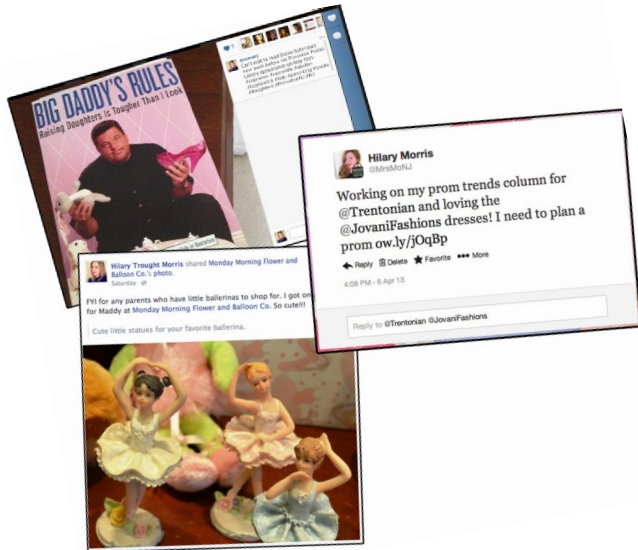 BIG DADDY'S RULES
Raising Daughters Is Tougher Than I Look
Hilary Morris
@MrsMoNJ
Working on my prom trends column for
@Trentonian and loving the
@JovaniFashions dresses! I need to plan a
prom ow.ly/jOqBp
Reply Delete Favorite More
4:08 PM - 6 Apr 13
Reply to @Trentonian @JovaniFashions
Hilary Trought Morris shared Monday Morning Flower and
Balloon Co.'s photo.
Saturday
FYI for any parents who have little ballerinas to shop for. I got on
for Maddy at Monday Morning Flower and Balloon Co. So cute!!!
Cute little statues for your favorite ballerina.